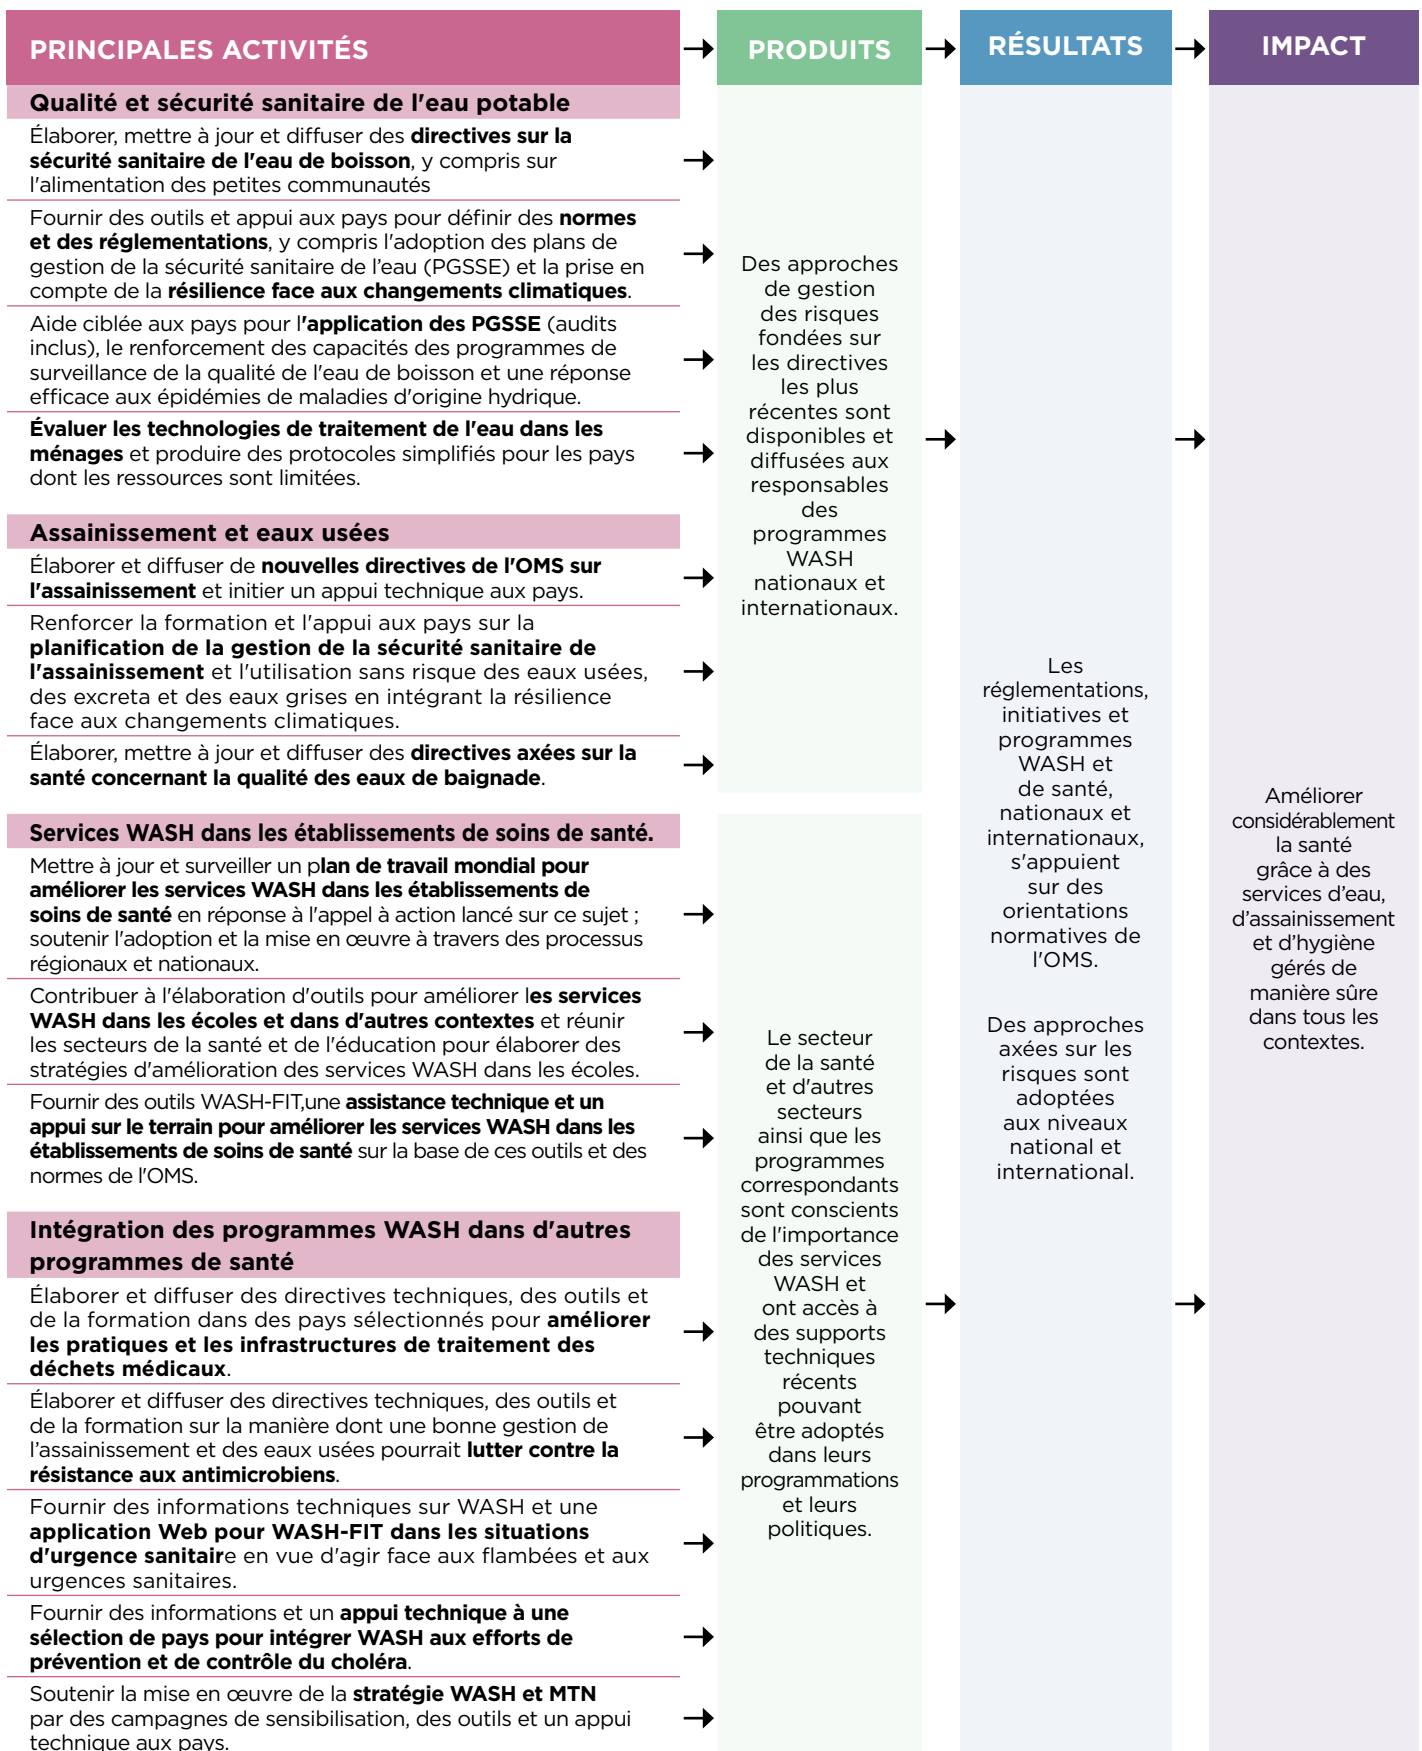 PRINCIPALES ACTIVITÉS
PRODUITS
RÉSULTATS
IMPACT
Qualité et sécurité sanitaire de l'eau potable
Élaborer, mettre à jour et diffuser des directives sur la
sécurité sanitaire de l'eau de boisson, y compris sur
l'alimentation des petites communautés
Fournir des outils et appui aux pays pour définir des normes
et des réglementations, y compris l'adoption des plans de
gestion de la sécurité sanitaire de l’eau (PGSSE) et la prise en
compte de la résilience face aux changements climatiques.
Aide ciblée aux pays pour l'application des PGSSE (audits
inclus), le renforcement des capacités des programmes de
surveillance de la qualité de l'eau de boisson et une réponse
efficace aux épidémies de maladies d'origine hydrique.
Évaluer les technologies de traitement de l'eau dans les
ménages et produire des protocoles simplifiés pour les pays
dont les ressources sont limitées.
Assainissement et eaux usées
Élaborer et diffuser de nouvelles directives de l'OMS sur
l'assainissement et initier un appui technique aux pays.
Renforcer la formation et l'appui aux pays sur la
planification de la gestion de la sécurité sanitaire de
l'assainissement et l'utilisation sans risque des eaux usées,
des excreta et des eaux grises en intégrant la résilience
face aux changements climatiques.
Élaborer, mettre à jour et diffuser des directives axées sur la
santé concernant la qualité des eaux de baignade.
Services WASH dans les établissements de soins de santé.
Mettre à jour et surveiller un plan de travail mondial pour
améliorer les services WASH dans les établissements de
soins de santé en réponse à l'appel à action lancé sur ce sujet ;
soutenir l'adoption et la mise en œuvre à travers des processus
régionaux et nationaux.
Contribuer à l'élaboration d'outils pour améliorer les services
WASH dans les écoles et dans d'autres contextes et réunir
les secteurs de la santé et de l'éducation pour élaborer des
stratégies d'amélioration des services WASH dans les écoles.
Fournir des outils WASH-FIT,une assistance technique et un
appui sur le terrain pour améliorer les services WASH dans les
établissements de soins de santé sur la base de ces outils et des
normes de l'OMS.
Intégration des programmes WASH dans d'autres
programmes de santé
Élaborer et diffuser des directives techniques, des outils et
de la formation dans des pays sélectionnés pour améliorer
les pratiques et les infrastructures de traitement des
déchets médicaux.
Élaborer et diffuser des directives techniques, des outils et
de la formation sur la manière dont une bonne gestion de
l’assainissement et des eaux usées pourrait lutter contre la
résistance aux antimicrobiens.
Fournir des informations techniques sur WASH et une
application Web pour WASH-FIT dans les situations
d'urgence sanitaire en vue d'agir face aux flambées et aux
urgences sanitaires.
Fournir des informations et un appui technique à une
sélection de pays pour intégrer WASH aux efforts de
prévention et de contrôle du choléra.
Soutenir la mise en œuvre de la stratégie WASH et MTN
par des campagnes de sensibilisation, des outils et un appui
technique aux pays.
Des approches
de gestion
des risques
fondées sur
les directives
les plus
récentes sont
disponibles et
diffusées aux
responsables
des
programmes
WASH
nationaux et
internationaux.
Le secteur
de la santé
et d'autres
secteurs
ainsi que les
programmes
correspondants
sont conscients
de l'importance
des services
WASH et
ont accès à
des supports
techniques
récents
pouvant
être adoptés
dans leurs
programmations
et leurs
politiques.
Les
réglementations,
initiatives et
programmes
WASH et
de santé,
nationaux et
internationaux,
s'appuient
sur des
orientations
normatives de
l'OMS.
Des approches
axées sur les
risques sont
adoptées
aux niveaux
national et
international.
Améliorer
considérablement
la santé
grâce à des
services d’eau,
d’assainissement
et d’hygiène
gérés de
manière sûre
dans tous les
contextes.